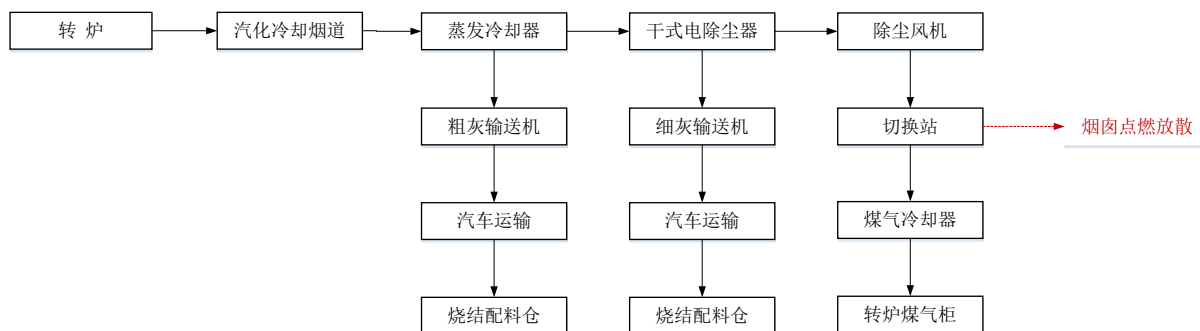 转 炉
汽化冷却烟道
蒸发冷却器
干式电除尘器
除尘风机
粗灰输送机
细灰输送机
切换站
烟囱点燃放散
汽车运输
汽车运输
煤气冷却器
烧结配料仓
烧结配料仓
转炉煤气柜